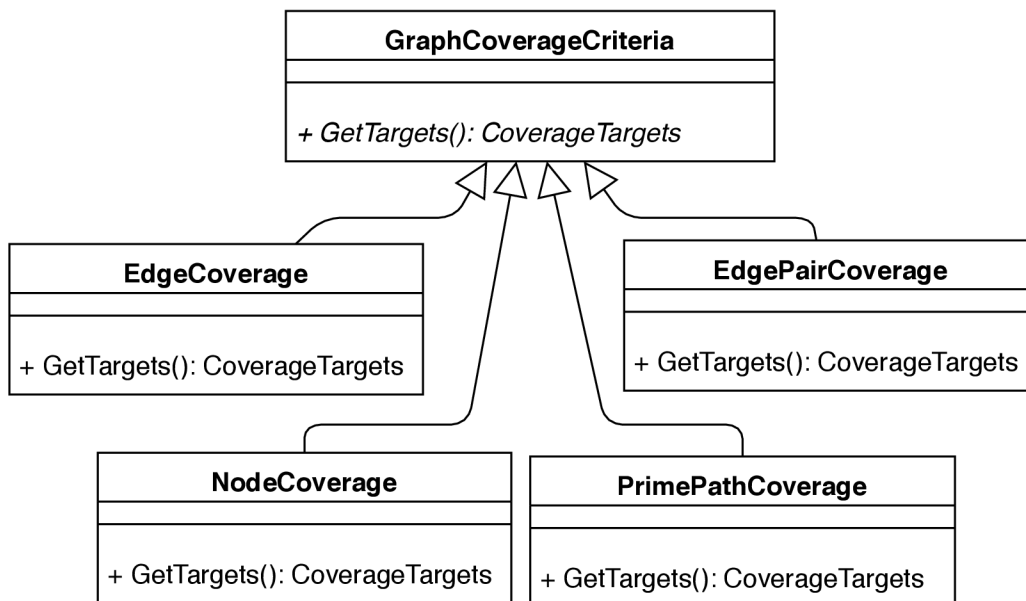 GraphCoverageCriteria
+ GetTargets(): CoverageTargets
EdgeCoverage
+ GetTargets(): CoverageTargets
EdgePairCoverage
+ GetTargets(): CoverageTargets
NodeCoverage
+ GetTargets(): CoverageTargets
PrimePathCoverage
+ GetTargets(): CoverageTargets